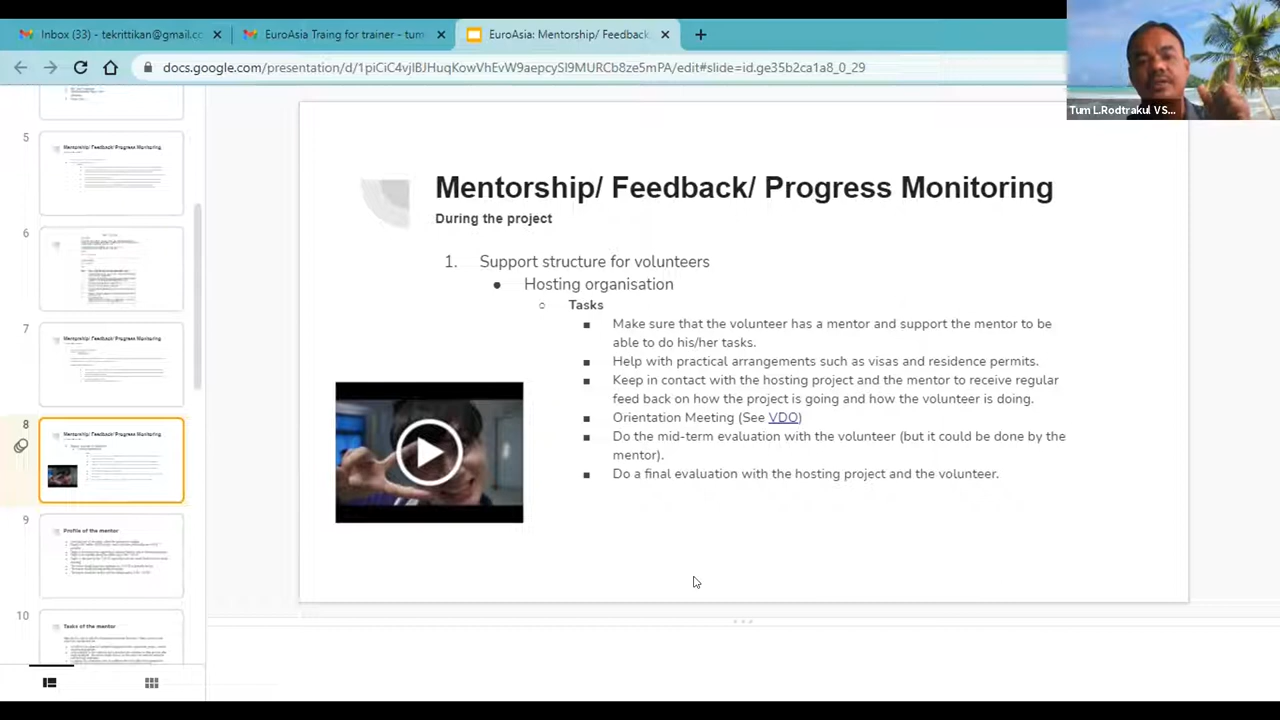 Inbox (33) - tekrittikan@gmail.cc
EuroAsia Traing for trainer - tum
EuroAsia: Mentorship/ Feedback
docs.google.com/presentation/d/1piCiC4vjIBJHuqKowVhEvW9aepcySI9MURCb8ze5mPA/edit#slide=id.ge35b2ca1a8_0_29
Tum L.Rodtrakul VS...
5
Mentorship/ Feedback/ Progress Monitoring
6
7
Mentorship/ Feedback/ Progress Monitoring
8
Mentorship/ Feedback/ Progress Monitoring
9
Profile of the mentor
10
Tasks of the mentor
Mentorship/ Feedback/ Progress Monitoring
During the project
1. Support structure for volunteers
● Hosting organisation
○ Tasks
■ Make sure that the volunteer has a mentor and support the mentor to be
able to do his/her tasks.
■ Help with practical arrangements such as visas and residence permits.
■ Keep in contact with the hosting project and the mentor to receive regular
feed back on how the project is going and how the volunteer is doing.
■ Orientation Meeting (See VDO)
■ Do the mid-term evaluation with the volunteer (but it could be done by the
mentor).
■ Do a final evaluation with the hosting project and the volunteer.